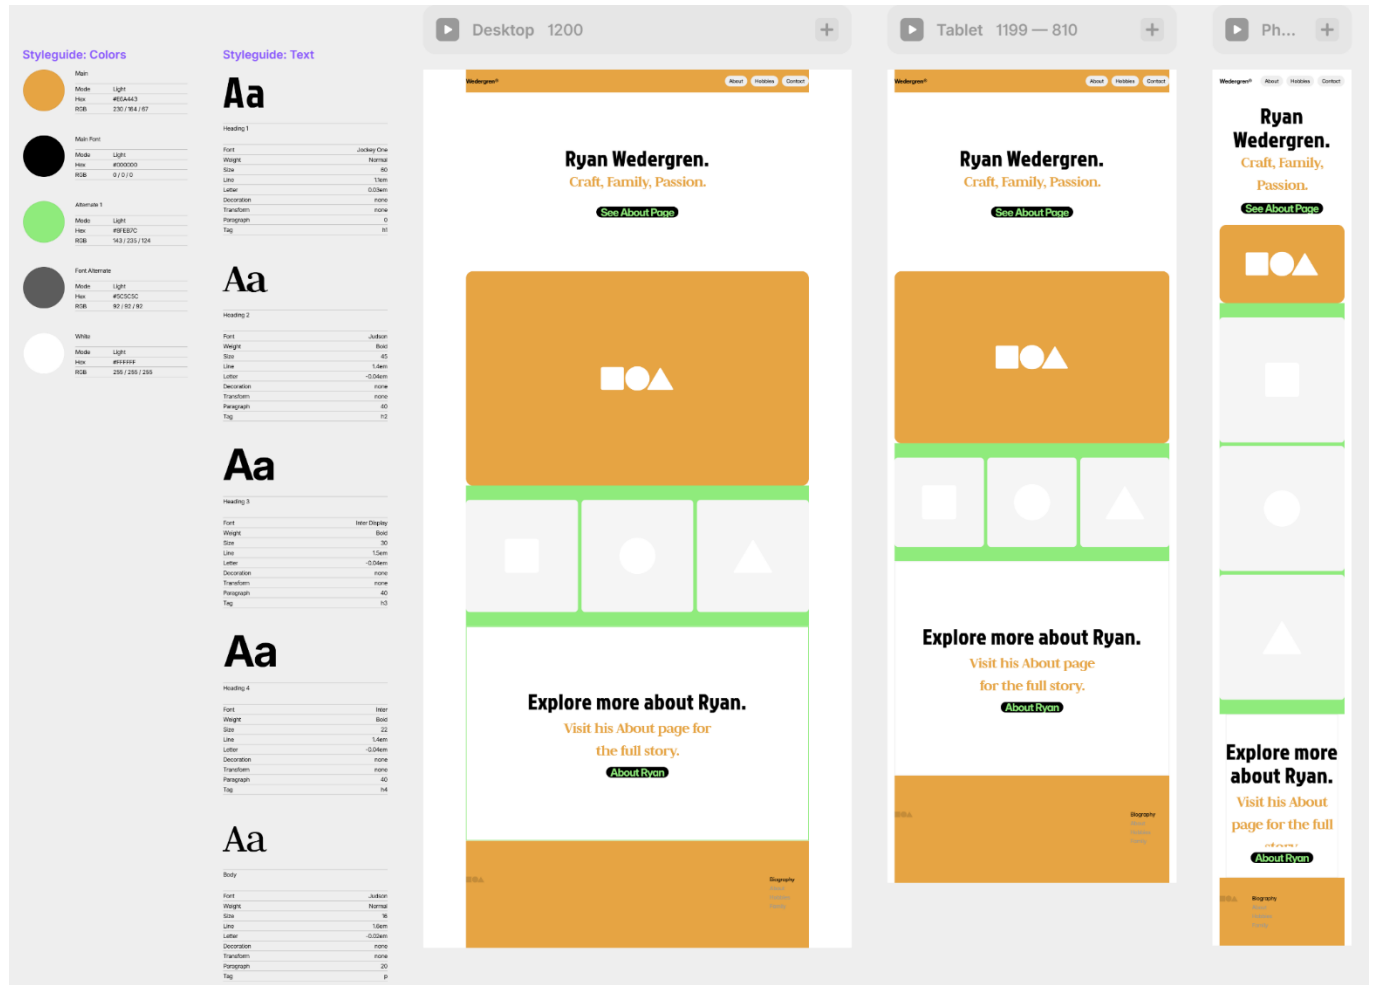 Styleguide: Colors
Main
Mode Light
Hex #E6A443
RGB 230 / 164 / 67
Main Font
Mode Light
Hex #000000
RGB 0 / 0 / 0
Alternate 1
Mode Light
Hex #8FEB7C
RGB 143 / 235 / 124
Font Alternate
Mode Light
Hex #5C5C5C
RGB 92 / 92 / 92
White
Mode Light
Hex #FFFFFF
RGB 255 / 255 / 255
Styleguide: Text
Aa
Heading 1
Font Jockey One
Weight Normal
Size 60
Line 1.1em
Letter 0.03em
Decoration none
Transform none
Paragraph 0
Tag h1
Aa
Heading 2
Font Judson
Weight Bold
Size 45
Line 1.4em
Letter -0.04em
Decoration none
Transform none
Paragraph 40
Tag h2
Aa
Heading 3
Font Inter Display
Weight Bold
Size 30
Line 1.5em
Letter -0.04em
Decoration none
Transform none
Paragraph 40
Tag h3
Aa
Heading 4
Font Inter
Weight Bold
Size 22
Line 1.4em
Letter -0.04em
Decoration none
Transform none
Paragraph 40
Tag h4
Aa
Body
Font Judson
Weight Normal
Size 16
Line 1.8em
Letter -0.02em
Decoration none
Transform none
Paragraph 20
Tag p
Desktop 1200
Wedergren®
About Hobbies Contact
Ryan Wedergren.
Craft, Family, Passion.
See About Page
Explore more about Ryan.
Visit his About page for
the full story.
About Ryan
Biography
About
Hobbies
Family
Tablet 1199 — 810
Wedergren®
About Hobbies Contact
Ryan Wedergren.
Craft, Family, Passion.
See About Page
Explore more about Ryan.
Visit his About page
for the full story.
About Ryan
Biography
About
Hobbies
Family
Ph...
Wedergren®
About Hobbies Contact
Ryan
Wedergren.
Craft, Family,
Passion.
See About Page
Explore more
about Ryan.
Visit his About
page for the full
story.
About Ryan
Biography
About
Hobbies
Family